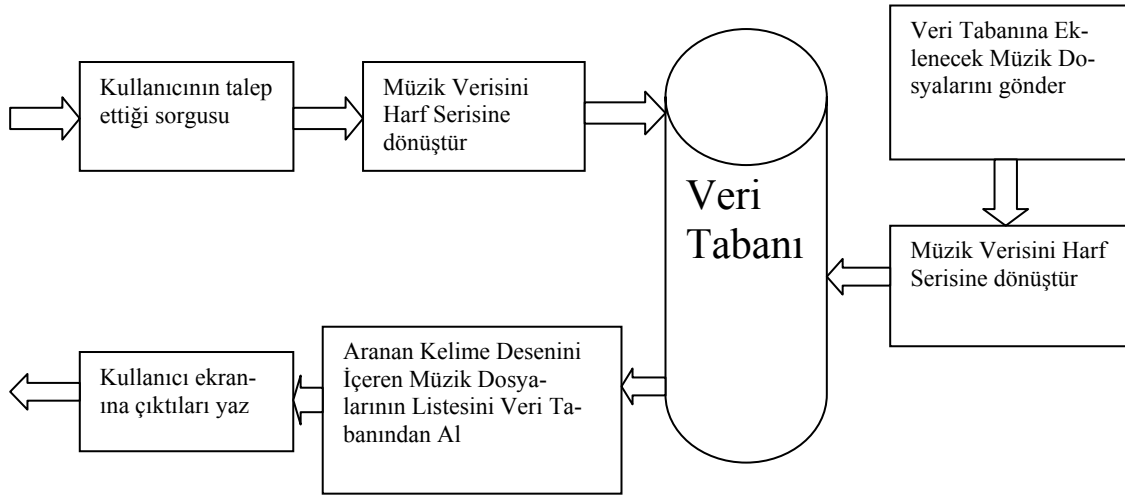 Kullanıcının talep
ettiği sorgusu
Müzik Verisini
Harf Serisine
dönüştür
Veri
Tabanı
Veri Tabanına Ek-
lenecek Müzik Do-
syalarını gönder
Müzik Verisini Harf
Serisine dönüştür
Aranan Kelime Desenini
İçeren Müzik Dosya-
larının Listesini Veri Ta-
banından Al
Kullanıcı ekran-
ına çıktıları yaz